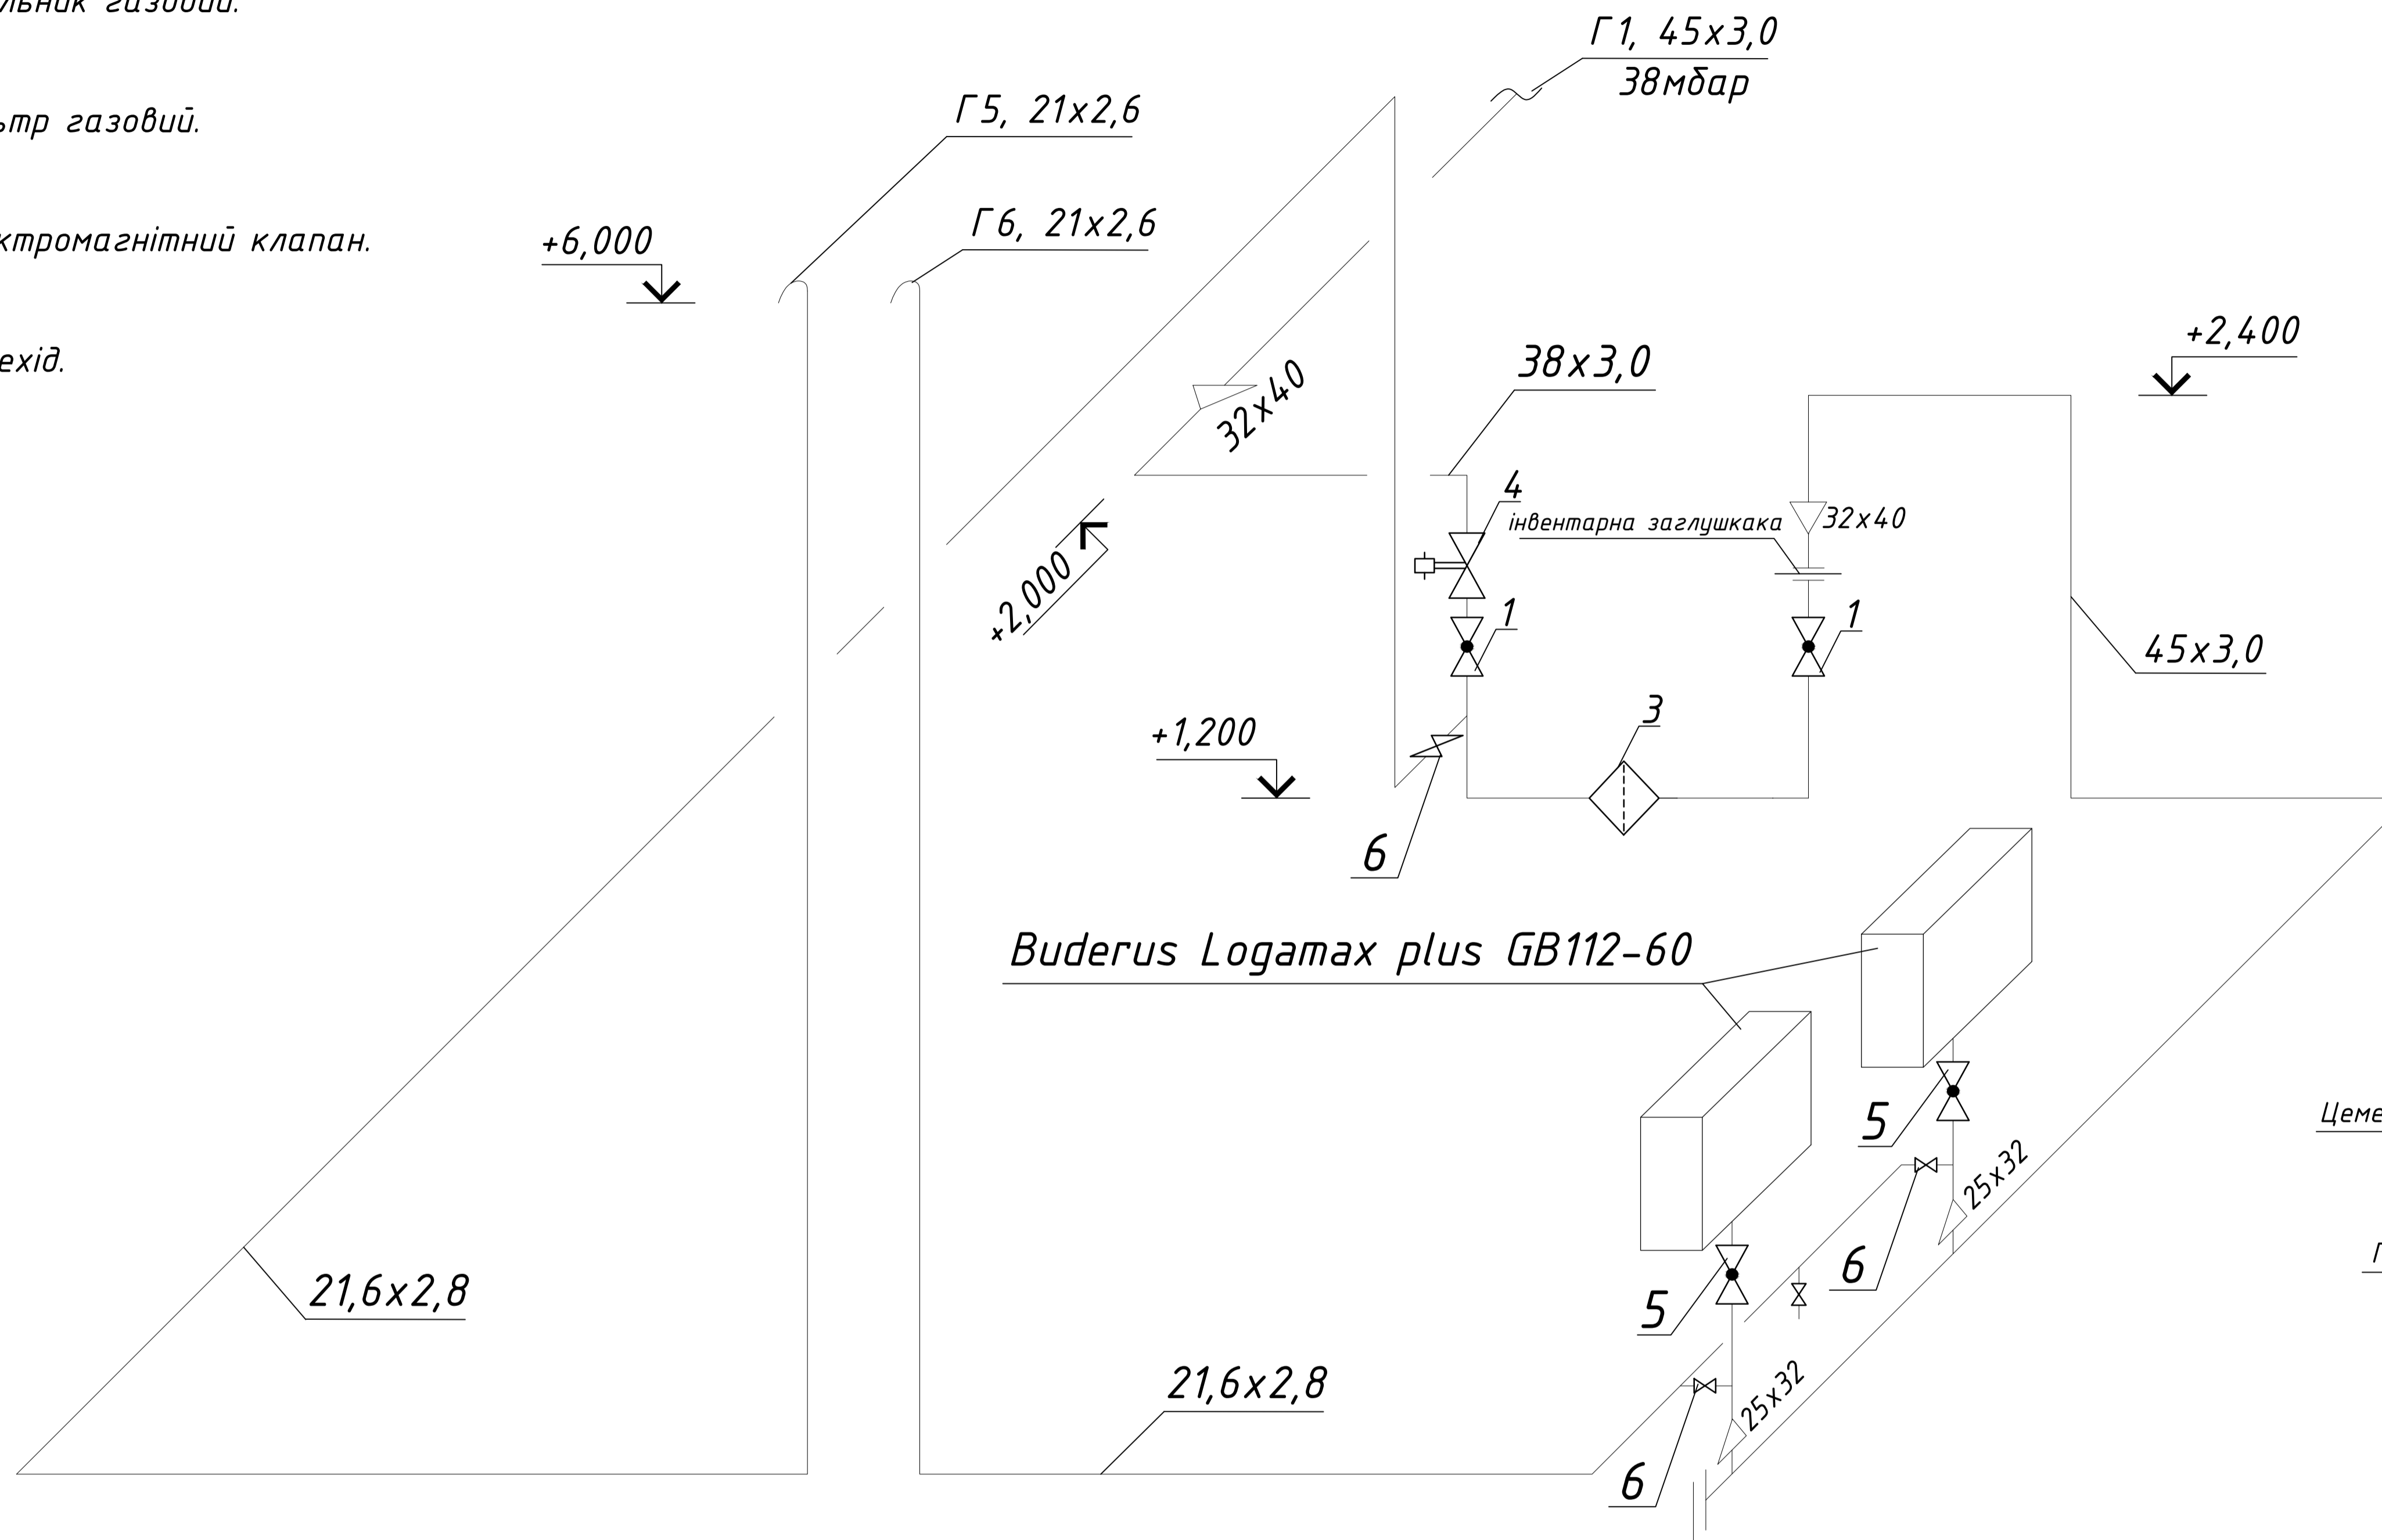 льник газовий.
ьтр газовий.
ктромагнітний клапан.
ехід.
Г1, 45х3,0
38мбар
Г5, 21х2,6
Г6, 21х2,6
+6,000
+2,400
38х3,0
32х40
4
інвентарна заглушкака
32х40
+2,000
1
1
45х3,0
3
+1,200
6
Buderus Logamax plus GB112-60
5
Цеме
25х32
6
5
21,6х2,8
21,6х2,8
25х32
6